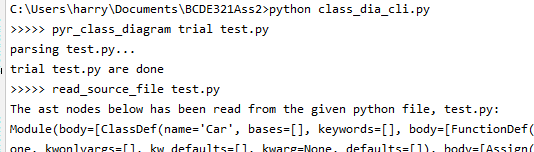 C:\Users\harry\Documents\BCDE321Ass2>python class_dia_cli.py
>>>>> pyr_class_diagram trial test.py
parsing test.py...
trial test.py are done
>>>>> read_source_file test.py
The ast nodes below has been read from the given python file, test.py:
Module(body=[ClassDef(name='Car', bases=[], keywords=[], body=[FunctionDef(
one, kwonlyargs=[], kw_defaults=[], kwarg=None, defaults=[]), body=[Assign(